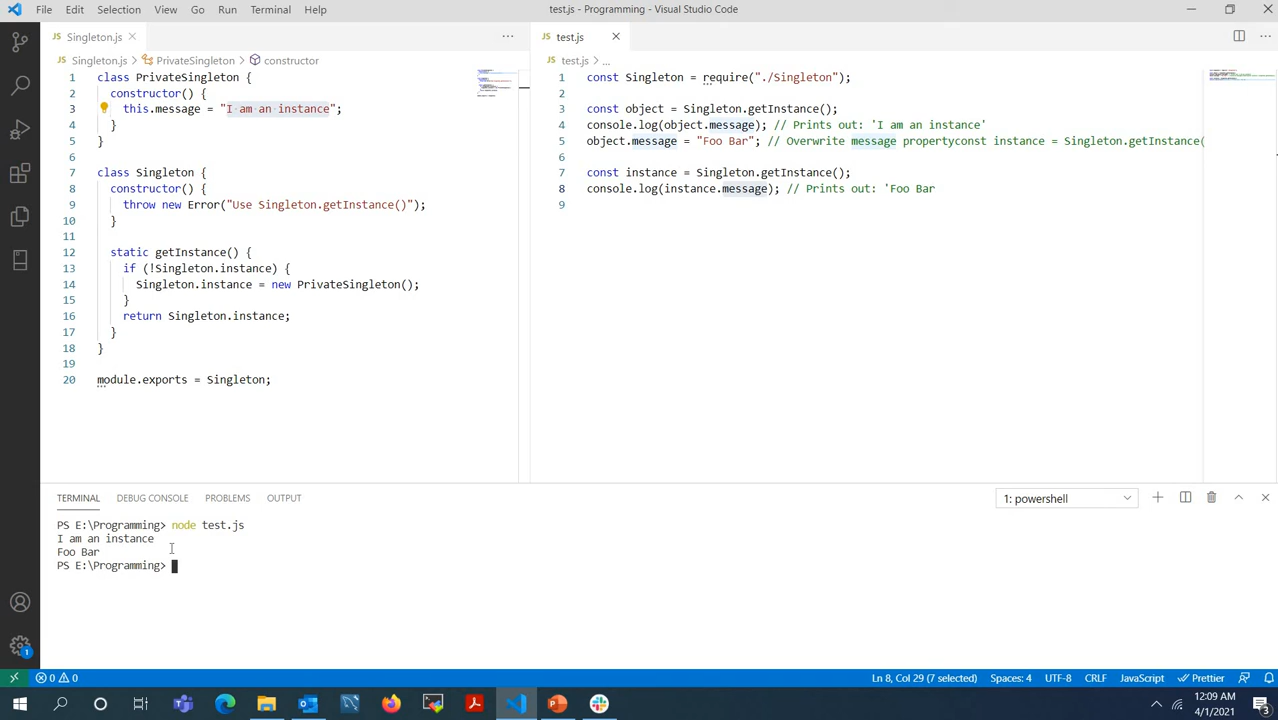 File Edit Selection View Go Run Terminal Help
test.js - Programming - Visual Studio Code
JS Singleton.js
JS test.js
JS Singleton.js > PrivateSingleton > constructor
JS test.js > ...
1 class PrivateSingleton {
2 constructor() {
3 this.message = "I am an instance";
4 }
5 }
6
7 class Singleton {
8 constructor() {
9 throw new Error("Use Singleton.getInstance()");
10 }
11
12 static getInstance() {
13 if (!Singleton.instance) {
14 Singleton.instance = new PrivateSingleton();
15 }
16 return Singleton.instance;
17 }
18 }
19
20 module.exports = Singleton;
1 const Singleton = require("./Singleton");
2
3 const object = Singleton.getInstance();
4 console.log(object.message); // Prints out: 'I am an instance'
5 object.message = "Foo Bar"; // Overwrite message propertyconst instance = Singleton.getInstance(
6
7 const instance = Singleton.getInstance();
8 console.log(instance.message); // Prints out: 'Foo Bar
9
TERMINAL DEBUG CONSOLE PROBLEMS OUTPUT
1: powershell
PS E:\Programming> node test.js
I am an instance
Foo Bar
PS E:\Programming>
1
0 0
Ln 8, Col 29 (7 selected) Spaces: 4 UTF-8 CRLF JavaScript Prettier
12:09 AM
4/1/2021
3